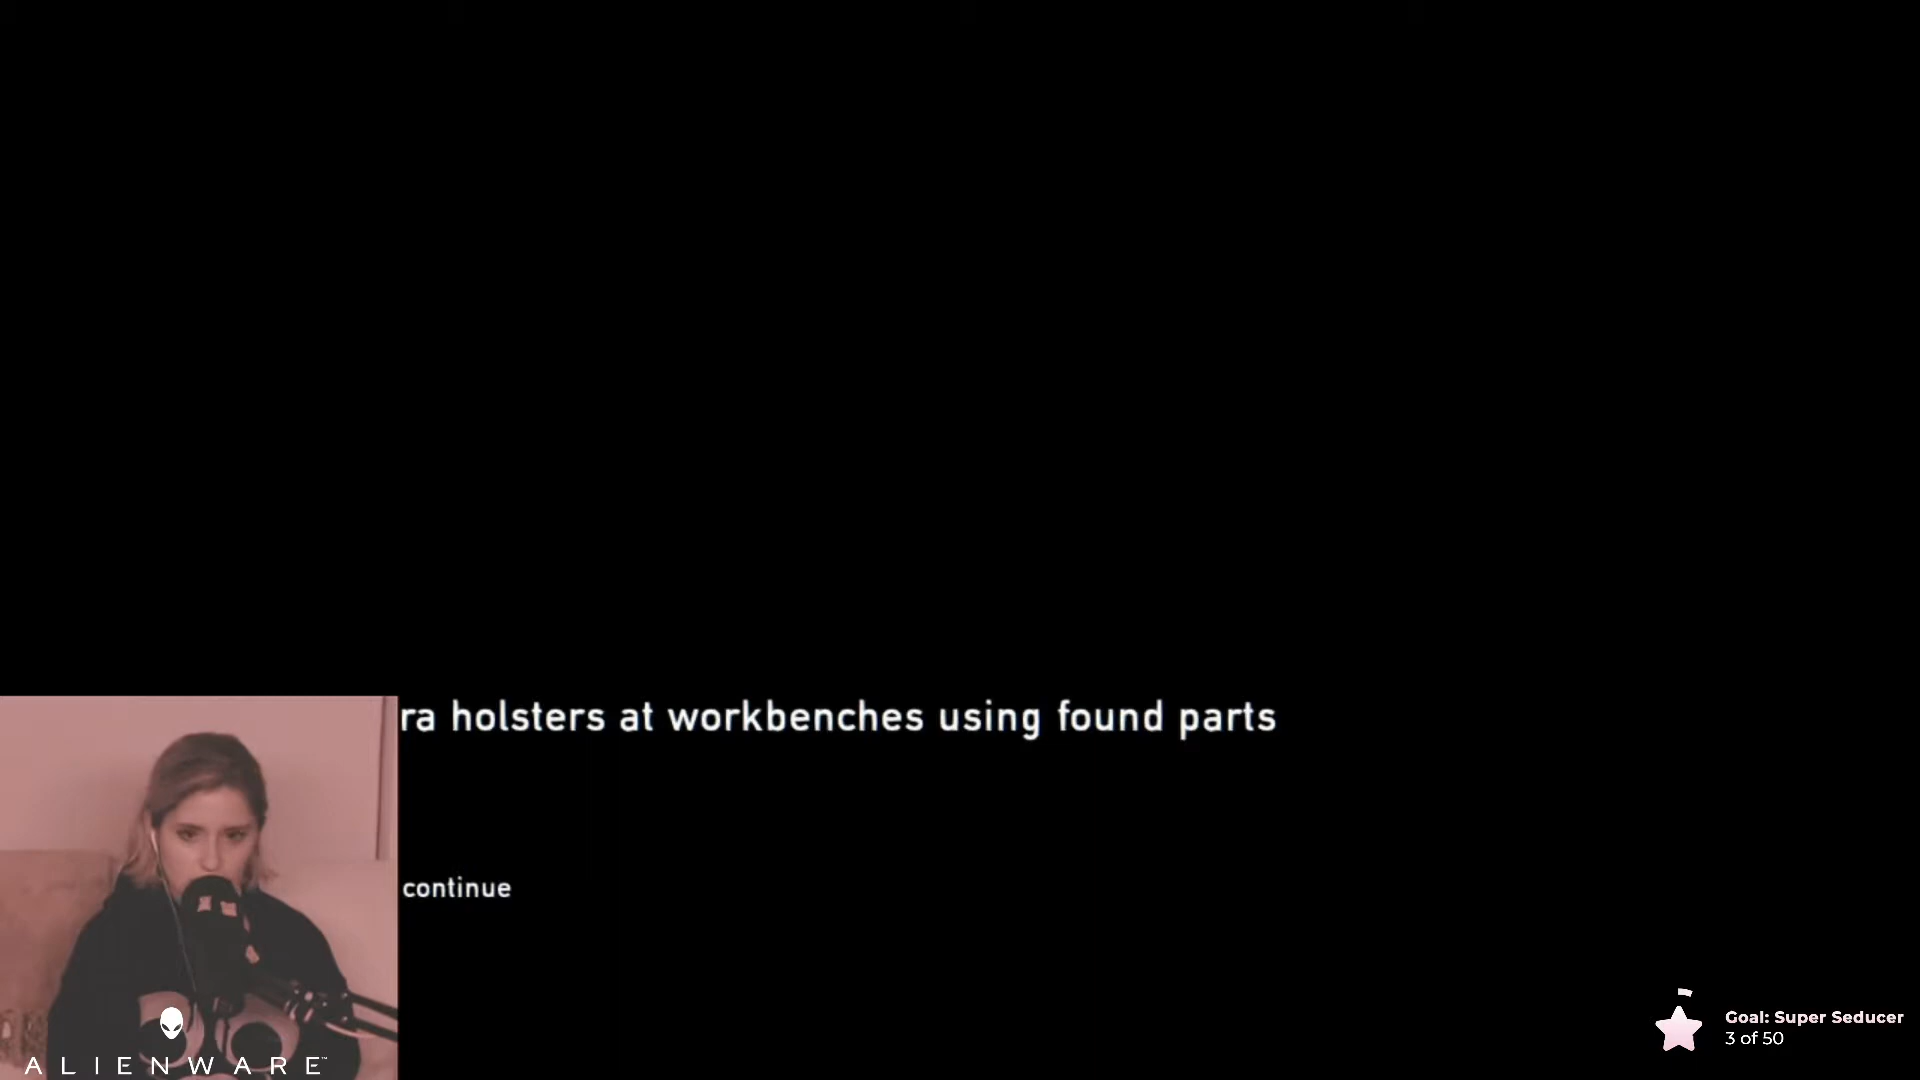 ra holsters at workbenches using found parts
continue
Goal: Super Seducer
3 of 50
ALIENWARE